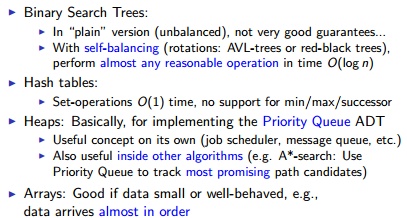 ▶ Binary Search Trees:
▶ In “plain” version (unbalanced), not very good guarantees...
▶ With self-balancing (rotations: AVL-trees or red-black trees),
perform almost any reasonable operation in time O(log n)
▶ Hash tables:
▶ Set-operations O(1) time, no support for min/max/successor
▶ Heaps: Basically, for implementing the Priority Queue ADT
▶ Useful concept on its own (job scheduler, message queue, etc.)
▶ Also useful inside other algorithms (e.g. A*-search: Use
Priority Queue to track most promising path candidates)
▶ Arrays: Good if data small or well-behaved, e.g.,
data arrives almost in order